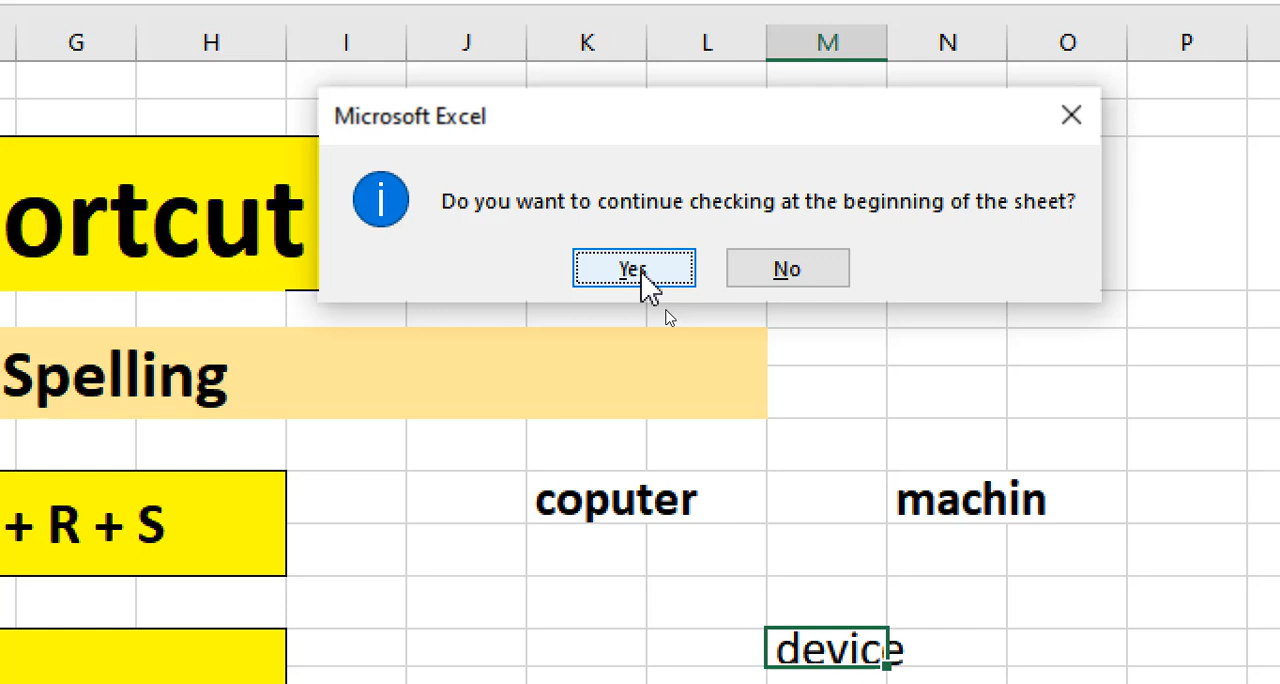 G H I J K L M N O P
Microsoft Excel
Do you want to continue checking at the beginning of the sheet?
Yes No
ortcut
Spelling
coputer machin
+ R + S
device